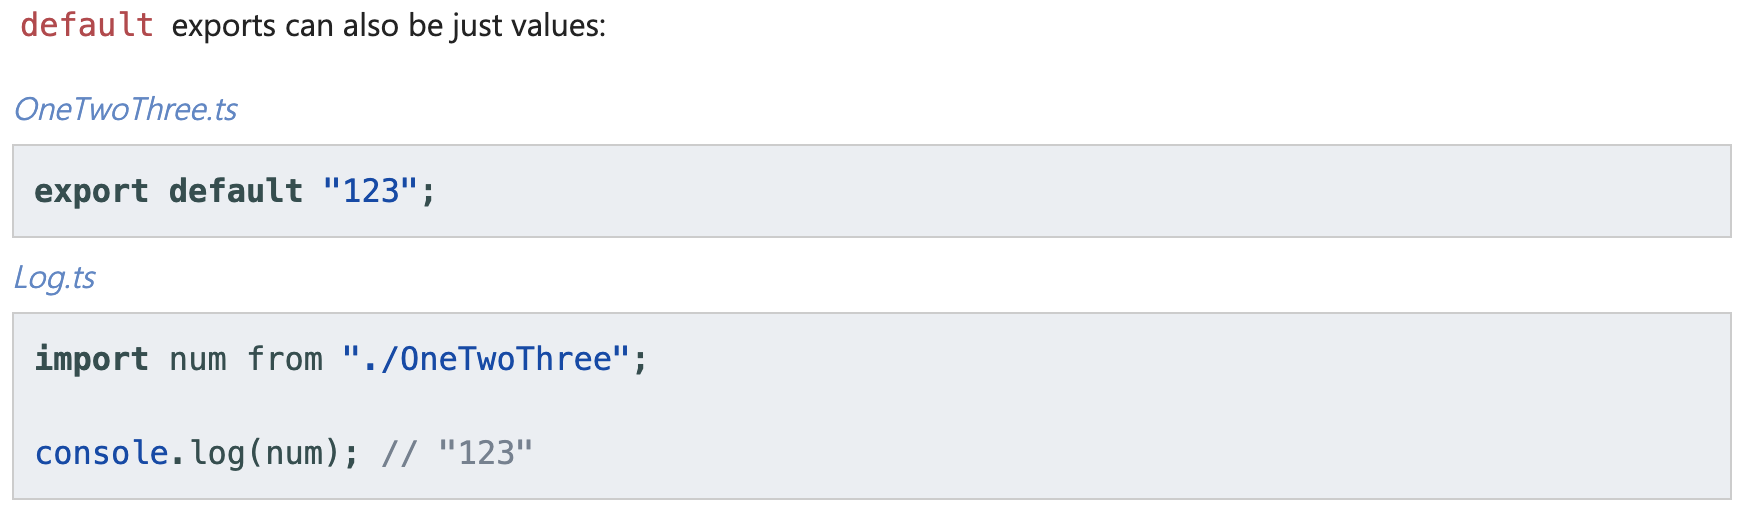 default exports can also be just values:
OneTwoThree.ts
export default "123";
Log.ts
import num from "./OneTwoThree";
console.log(num); // "123"